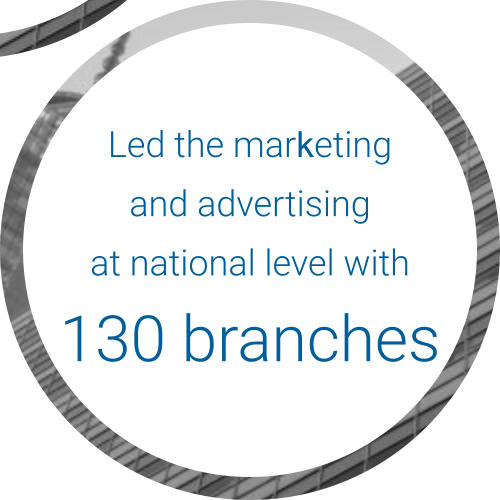 Led the marketing
and advertising
at national level with
130 branches